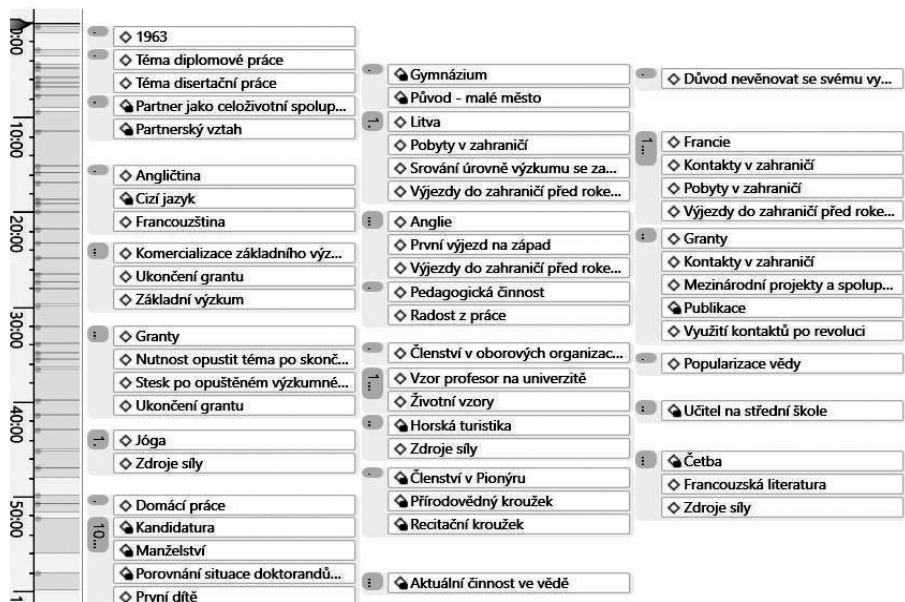 0:00
10:00
20:00
30:00
40:00
50:00
1963
Téma diplomové práce
Téma disertační práce
Partner jako celoživotní spolup...
Partnerský vztah
Angličtina
Cizí jazyk
Francouzština
Komercializace základního výz...
Ukončení grantu
Základní výzkum
Granty
Nutnost opustit téma po skonč...
Stesk po opuštěném výzkumné...
Ukončení grantu
1.
Jóga
Zdroje síly
Domácí práce
10...
Kandidatura
Manželství
Porovnání situace doktorandů...
První dítě
Gymnázium
Původ - malé město
1.
Litva
Pobyty v zahraničí
Srování úrovně výzkumu se za...
Výjezdy do zahraničí před roke...
Anglie
První výjezd na západ
Výjezdy do zahraničí před roke...
Pedagogická činnost
Radost z práce
Členství v oborových organizac...
1...
Vzor profesor na univerzitě
Životní vzory
Horská turistika
Zdroje síly
Členství v Pionýru
Přírodovědný kroužek
Recitační kroužek
Aktuální činnost ve vědě
Důvod nevěnovat se svému vy...
1...
Francie
Kontakty v zahraničí
Pobyty v zahraničí
Výjezdy do zahraničí před roke...
Granty
Kontakty v zahraničí
Mezinárodní projekty a spolup...
Publikace
Využití kontaktů po revoluci
Popularizace vědy
Učitel na střední škole
Četba
Francouzská literatura
Zdroje síly